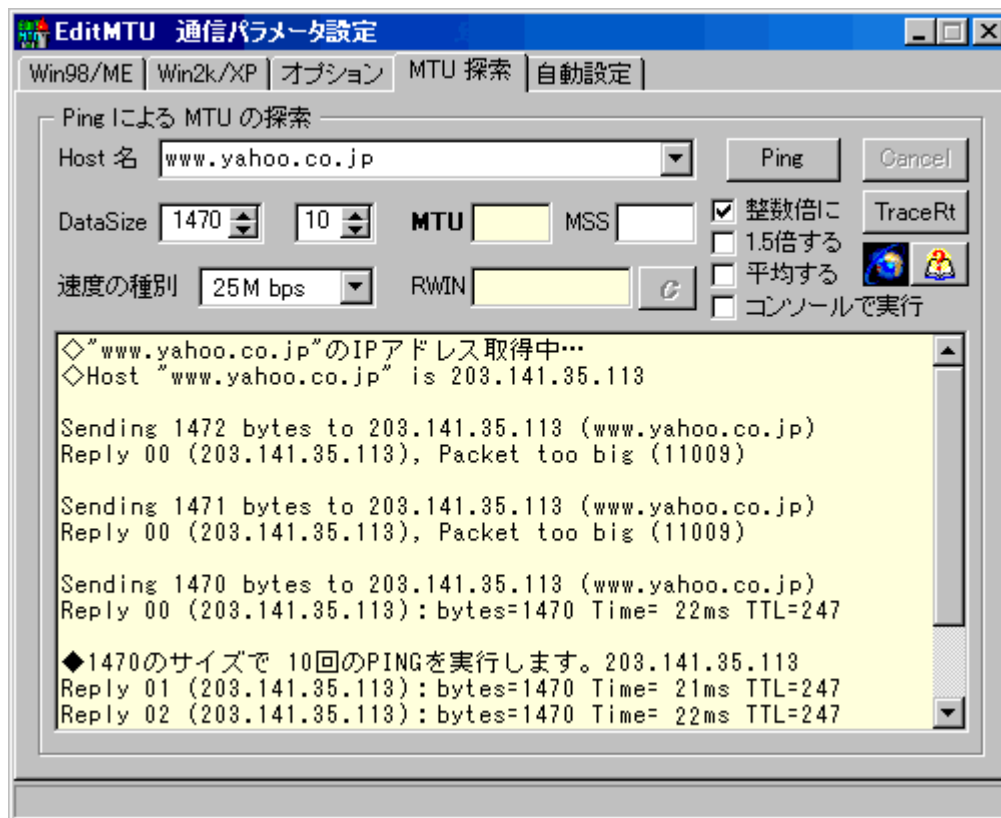 EditMTU 通信パラメータ設定
Win98/ME Win2k/XP オプション MTU 探索 自動設定
Ping による MTU の探索
Host 名 www.yahoo.co.jp Ping Cancel
DataSize 1470 10 MTU MSS 整数倍に TraceRt
1.5倍する
平均する
速度の種別 25M bps RWIN C
コンソールで実行
◇"www.yahoo.co.jp"のIPアドレス取得中…
◇Host "www.yahoo.co.jp" is 203.141.35.113
Sending 1472 bytes to 203.141.35.113 (www.yahoo.co.jp)
Reply 00 (203.141.35.113), Packet too big (11009)
Sending 1471 bytes to 203.141.35.113 (www.yahoo.co.jp)
Reply 00 (203.141.35.113), Packet too big (11009)
Sending 1470 bytes to 203.141.35.113 (www.yahoo.co.jp)
Reply 00 (203.141.35.113):bytes=1470 Time= 22ms TTL=247
◆1470のサイズで 10回のPINGを実行します。203.141.35.113
Reply 01 (203.141.35.113):bytes=1470 Time= 21ms TTL=247
Reply 02 (203.141.35.113):bytes=1470 Time= 22ms TTL=247